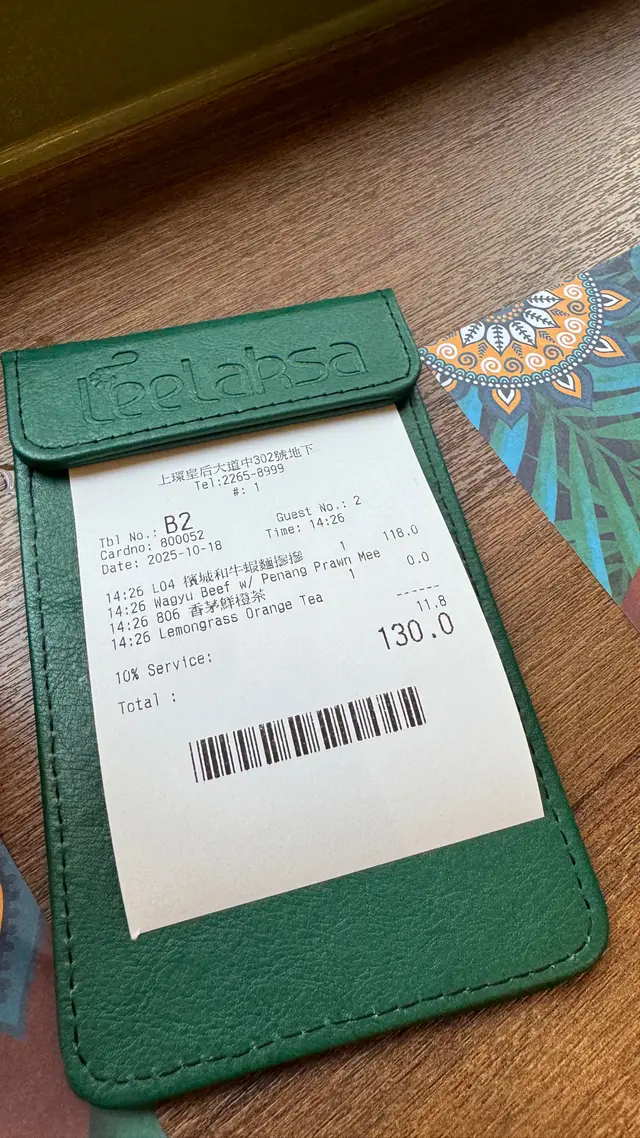 Leelahsa
上環皇后大道中302號地下
Tel:2265-8999
#: 1
Tbl No.: B2 Guest No.: 2
Cardno: 800052 Time: 14:26
Date: 2025-10-18
14:26 L04 檳城和牛蝦麵摻摻 1 118.0
14:26 Wagyu Beef w/ Penang Prawn Mee
14:26 806 香茅鮮橙茶 1 0.0
14:26 Lemongrass Orange Tea
------
10% Service: 11.8
Total : 130.0